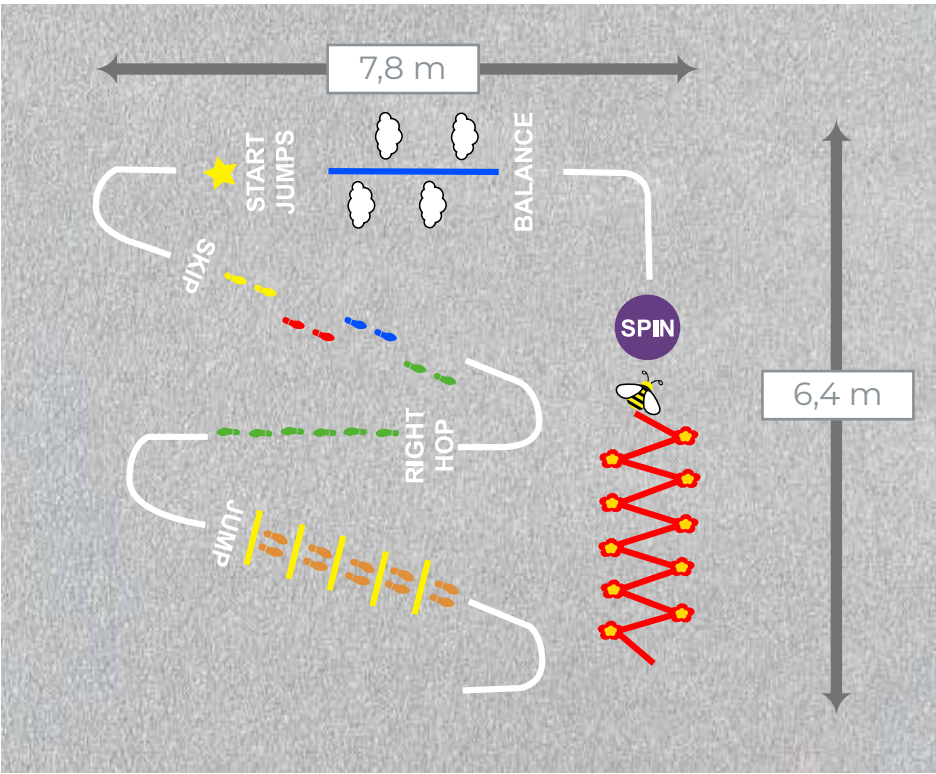 7,8 m
START
JUMPS
BALANCE
SKIP
SPIN
6,4 m
RIGHT
HOP
JUMP